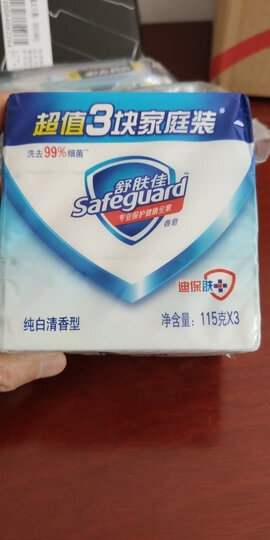 超值3块家庭装*
洗去99%细菌**
舒肤佳
Safeguard™
专业保护健康全家
香皂
迪保肤
纯白清香型
净含量：115克X3